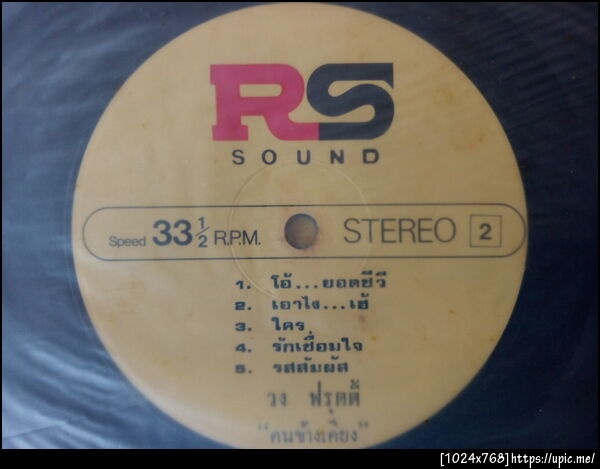 RS
SOUND
Speed 33 1/2 R.P.M. STEREO 2
1. โอ้...ยอดชีวี
2. เอาไง...เฮ้
3. ใคร
4. รักเชื่อมใจ
5. รสสัมผัส
วง ฟรุตตี้
"คนข้างเคียง"
[1024x768]https://upic.me/